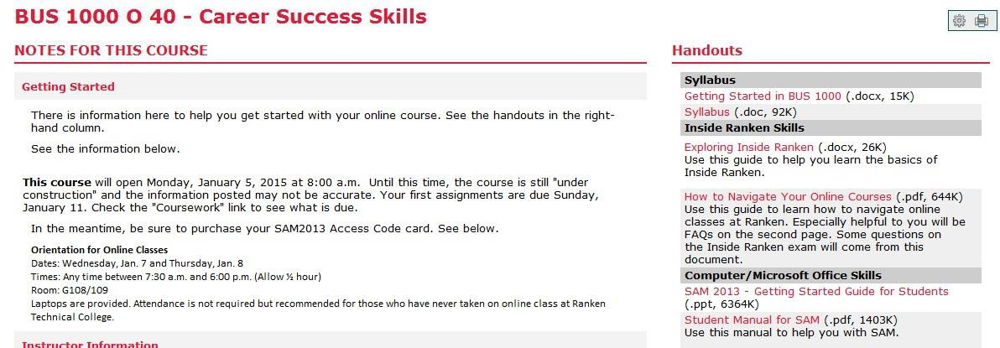 BUS 1000 O 40 - Career Success Skills
NOTES FOR THIS COURSE
Getting Started
There is information here to help you get started with your online course. See the handouts in the right-
hand column.
See the information below.
This course will open Monday, January 5, 2015 at 8:00 a.m.  Until this time, the course is still "under
construction" and the information posted may not be accurate. Your first assignments are due Sunday,
January 11. Check the "Coursework" link to see what is due.
In the meantime, be sure to purchase your SAM2013 Access Code card. See below.
Orientation for Online Classes
Dates: Wednesday, Jan. 7 and Thursday, Jan. 8
Times: Any time between 7:30 a.m. and 6:00 p.m. (Allow ½ hour)
Room: G108/109
Laptops are provided. Attendance is not required but recommended for those who have never taken on online class at Ranken
Technical College.
Instructor Information
Handouts
Syllabus
Getting Started in BUS 1000 (.docx, 15K)
Syllabus (.doc, 92K)
Inside Ranken Skills
Exploring Inside Ranken (.docx, 26K)
Use this guide to help you learn the basics of
Inside Ranken.
How to Navigate Your Online Courses (.pdf, 644K)
Use this guide to learn how to navigate online
classes at Ranken. Especially helpful to you will be
FAQs on the second page. Some questions on
the Inside Ranken exam will come from this
document.
Computer/Microsoft Office Skills
SAM 2013 - Getting Started Guide for Students
(.ppt, 6364K)
Student Manual for SAM (.pdf, 1403K)
Use this manual to help you with SAM.